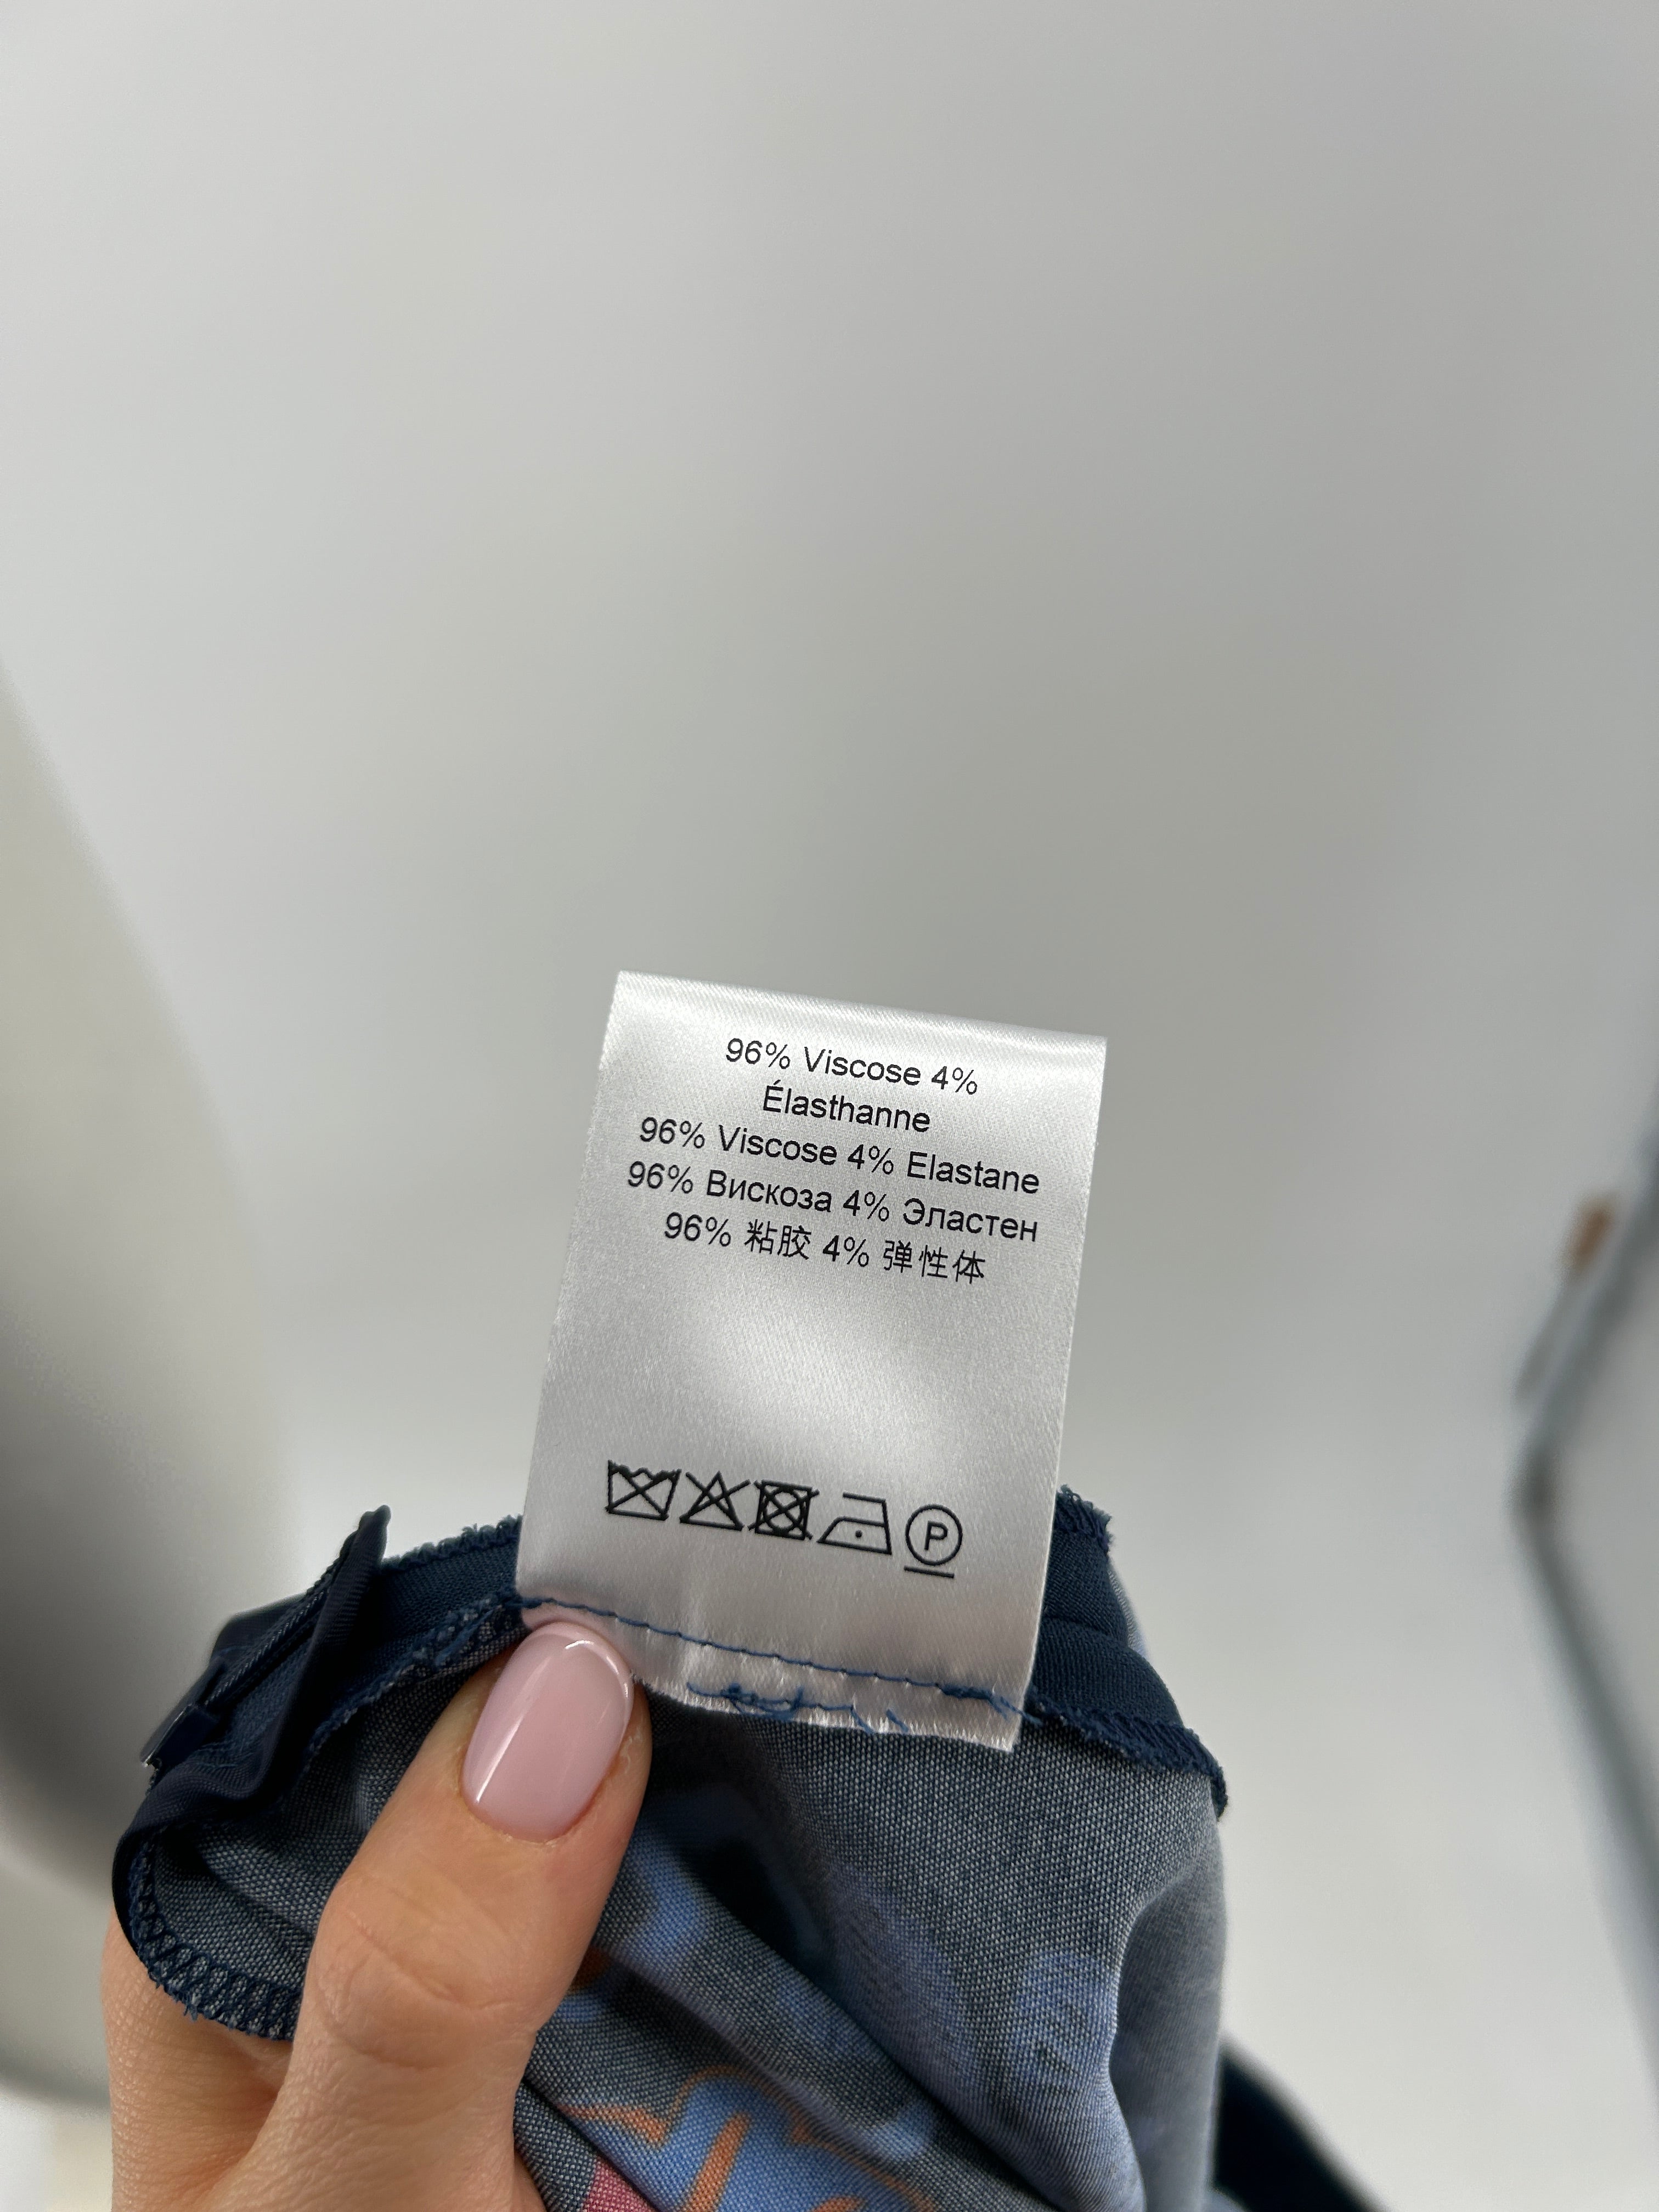 96% Viscose 4%
Élasthanne
96% Viscose 4% Elastane
96% Вискоза 4% Эластен
96% 粘胶 4% 弹性体
P